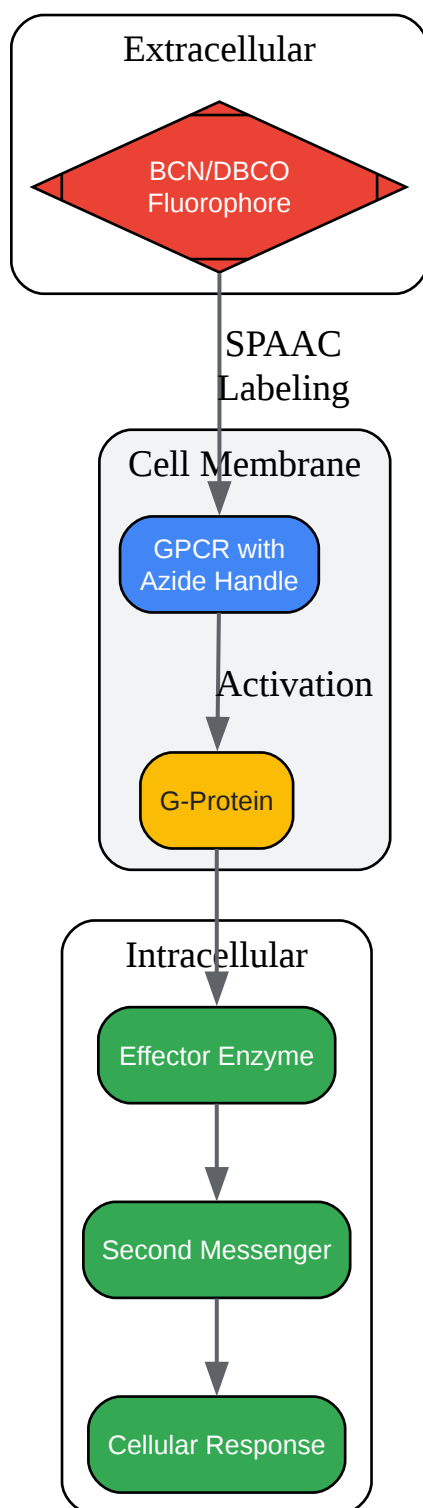 Extracellular
BCN/DBCO
Fluorophore
SPAAC
Labeling
Cell Membrane
GPCR with
Azide Handle
Activation
G-Protein
Intracellular
Effector Enzyme
Second Messenger
Cellular Response